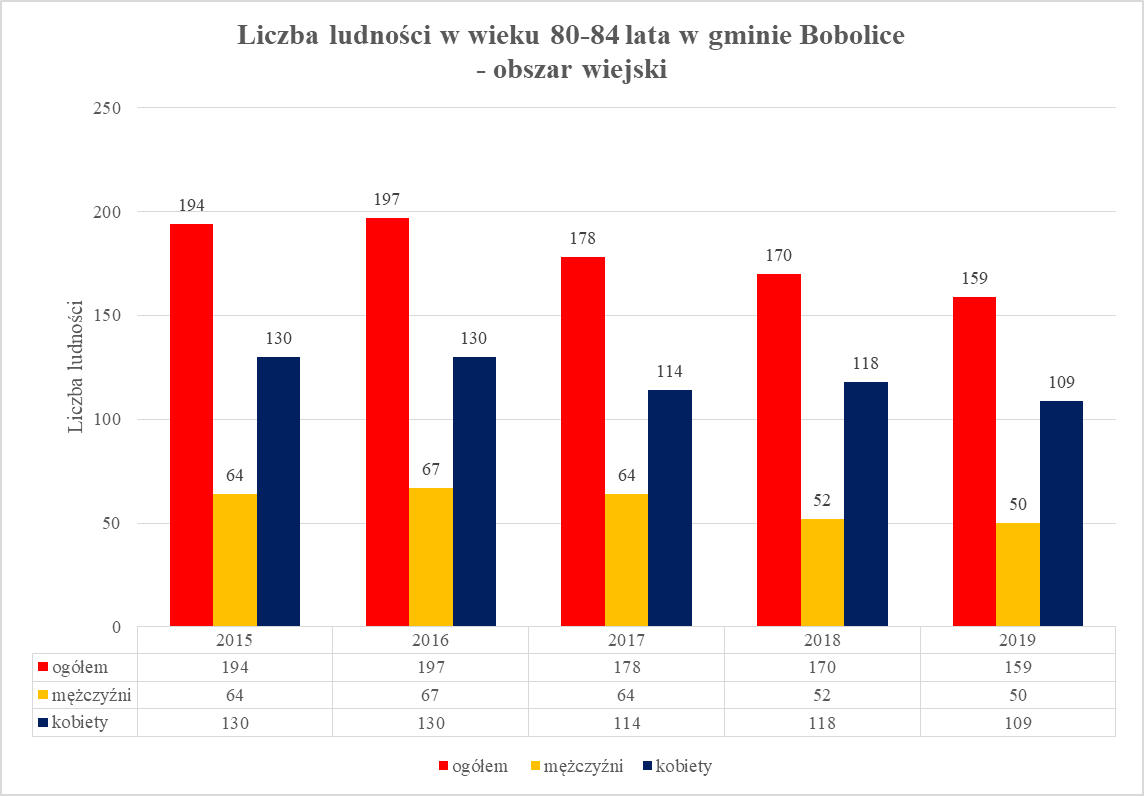 Liczba ludności w wieku 80-84 lata w gminie Bobolice
- obszar wiejski
Liczba ludności
250
200
150
100
50
0
194 64 130
197 67 130
178 64 114
170 52 118
159 50 109
2015 2016 2017 2018 2019
ogółem 194 197 178 170 159
mężczyźni 64 67 64 52 50
kobiety 130 130 114 118 109
ogółem mężczyźni kobiety